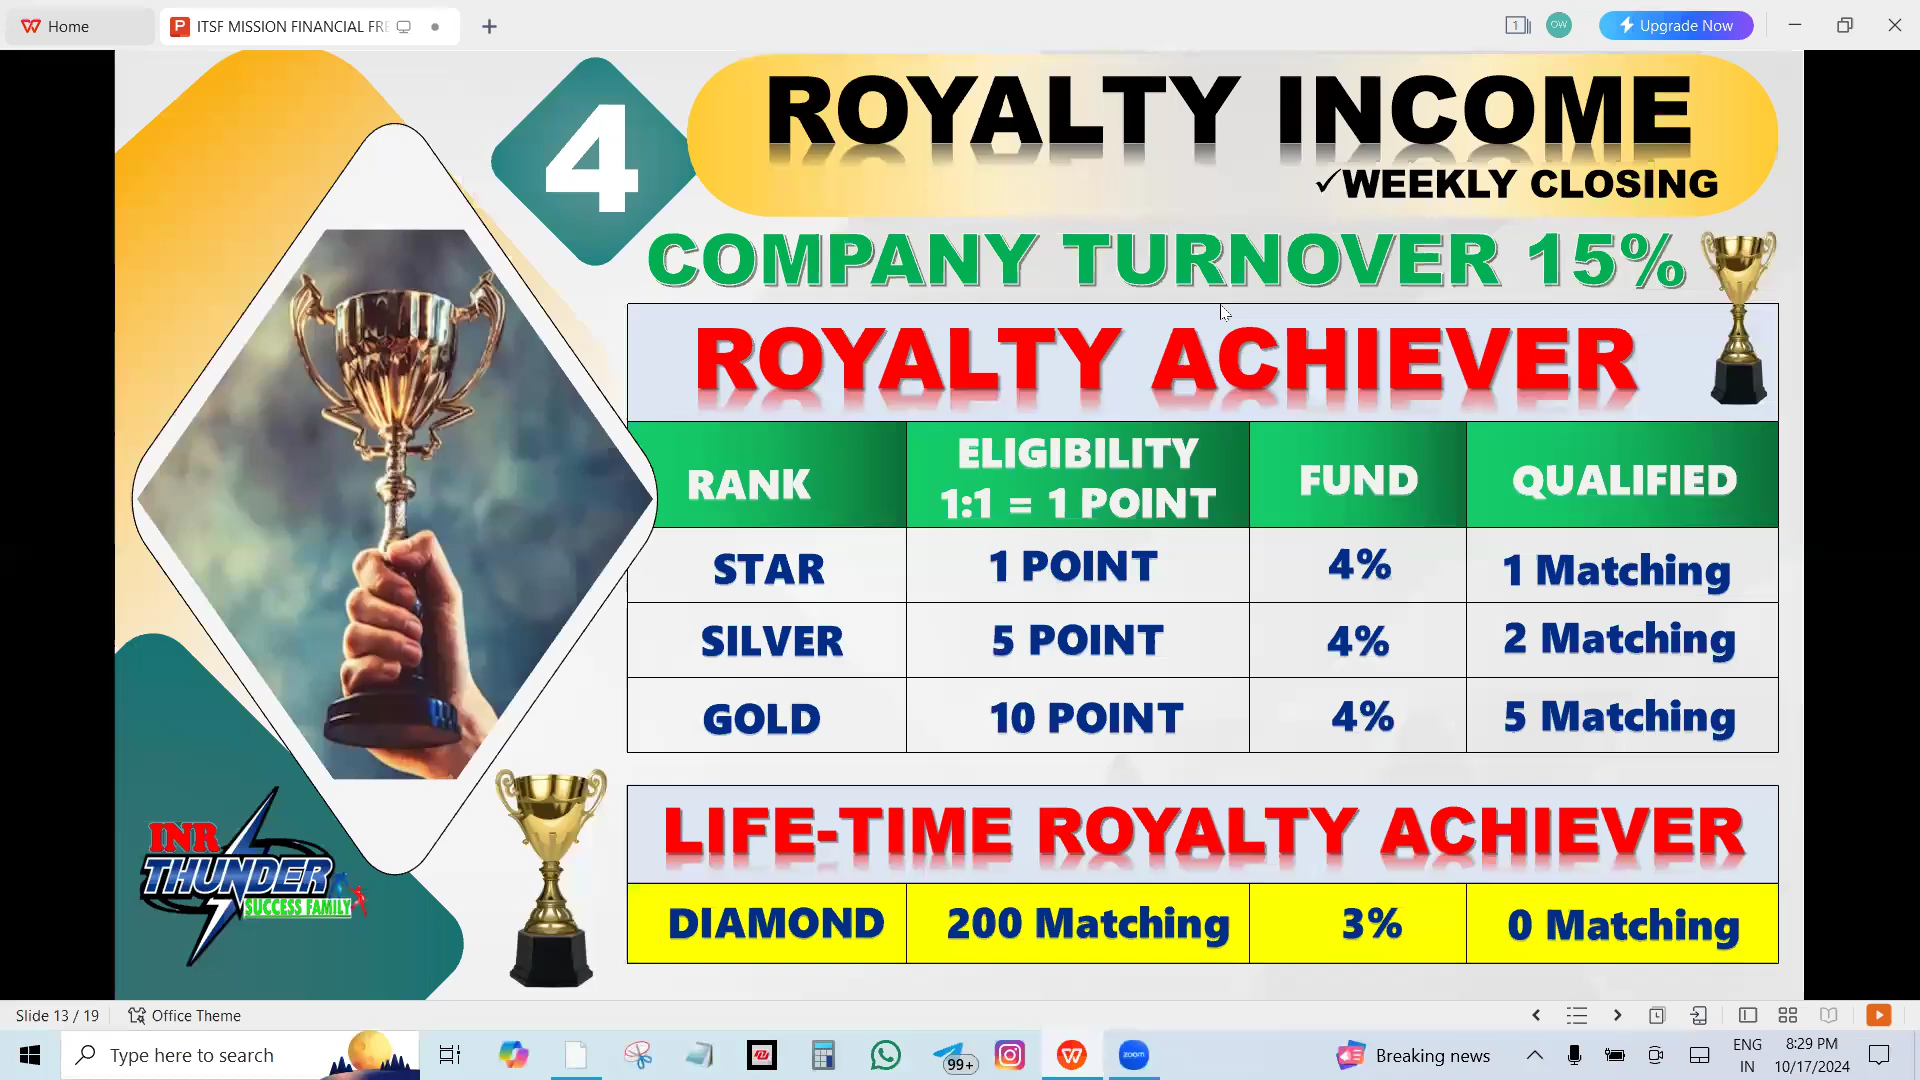 Home
ITSF MISSION FINANCIAL FRE
1
OW
Upgrade Now
4
ROYALTY INCOME
✓WEEKLY CLOSING
COMPANY TURNOVER 15%
ROYALTY ACHIEVER
RANK ELIGIBILITY 1:1 = 1 POINT FUND QUALIFIED
STAR 1 POINT 4% 1 Matching
SILVER 5 POINT 4% 2 Matching
GOLD 10 POINT 4% 5 Matching
LIFE-TIME ROYALTY ACHIEVER
DIAMOND 200 Matching 3% 0 Matching
INR
THUNDER
SUCCESS FAMILY
Slide 13 / 19 Office Theme
Type here to search
99+
zoom
Breaking news
ENG
IN
8:29 PM
10/17/2024